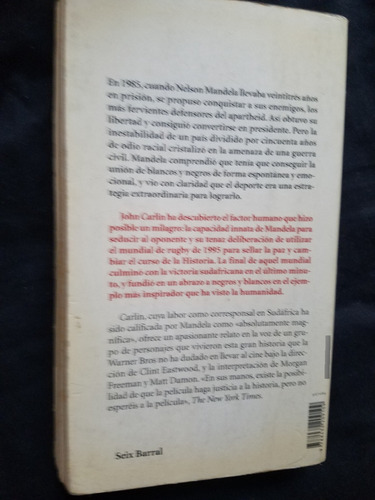 En 1985, cuando Nelson Mandela llevaba veintitrés años
en prisión, se propuso conquistar a sus enemigos, los
más fervientes defensores del apartheid. Así obtuvo su
libertad y consiguió convertirse en presidente. Pero la
inestabilidad de un país dividido por cincuenta años
de odio racial cristalizó en la amenaza de una guerra
civil. Mandela comprendió que tenía que conseguir la
unión de blancos y negros de forma espontánea y emo-
cional, y vio con claridad que el deporte era una estra-
tegia extraordinaria para lograrlo.
John Carlin ha descubierto el factor humano que hizo
posible un milagro: la capacidad innata de Mandela para
seducir al oponente y su tenaz deliberación de utilizar
el mundial de rugby de 1985 para sellar la paz y cam-
biar el curso de la Historia. La final de aquel mundial
culminó con la victoria sudafricana en el último minu-
to, y fundió en un abrazo a negros y blancos en el ejem-
plo más inspirador que ha visto la humanidad.
Carlin, cuya labor como corresponsal en Sudáfrica ha
sido calificada por Mandela como «absolutamente mag-
nífica», ofrece un apasionante relato en la voz de un gru-
po de personajes que vivieron esta gran historia que la
Warner Bros no ha dudado en llevar al cine bajo la direc-
ción de Clint Eastwood, y la interpretación de Morgan
Freeman y Matt Damon. «En sus manos, existe la posibi-
lidad de que la película haga justicia a la historia, pero no
esperéis a la película», The New York Times.
Seix Barral